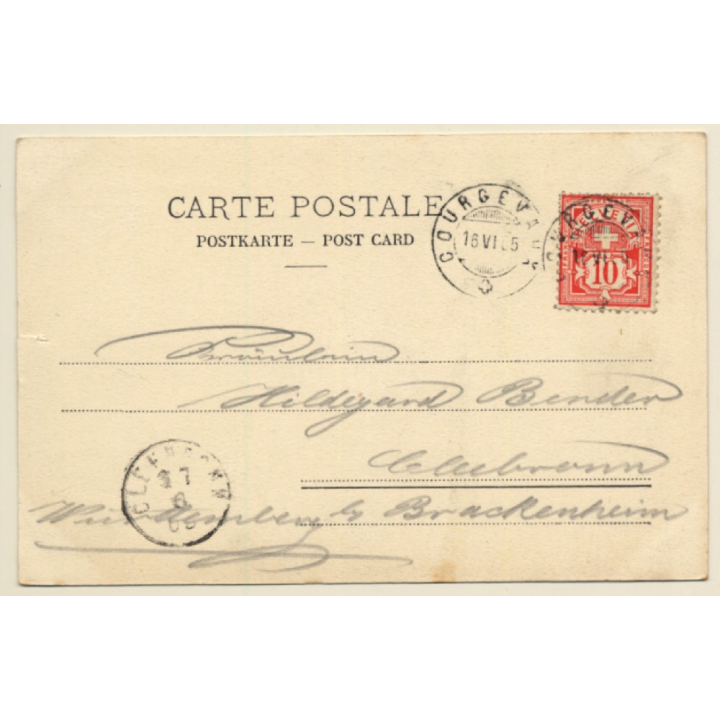 CARTE POSTALE
POSTKARTE — POST CARD
COURGEVAUX
16 VI 05
10
Fräulein
Hildegard Bender
Cleebronn
Württemberg b/ Brackenheim
CLEEBRONN
17
6
05